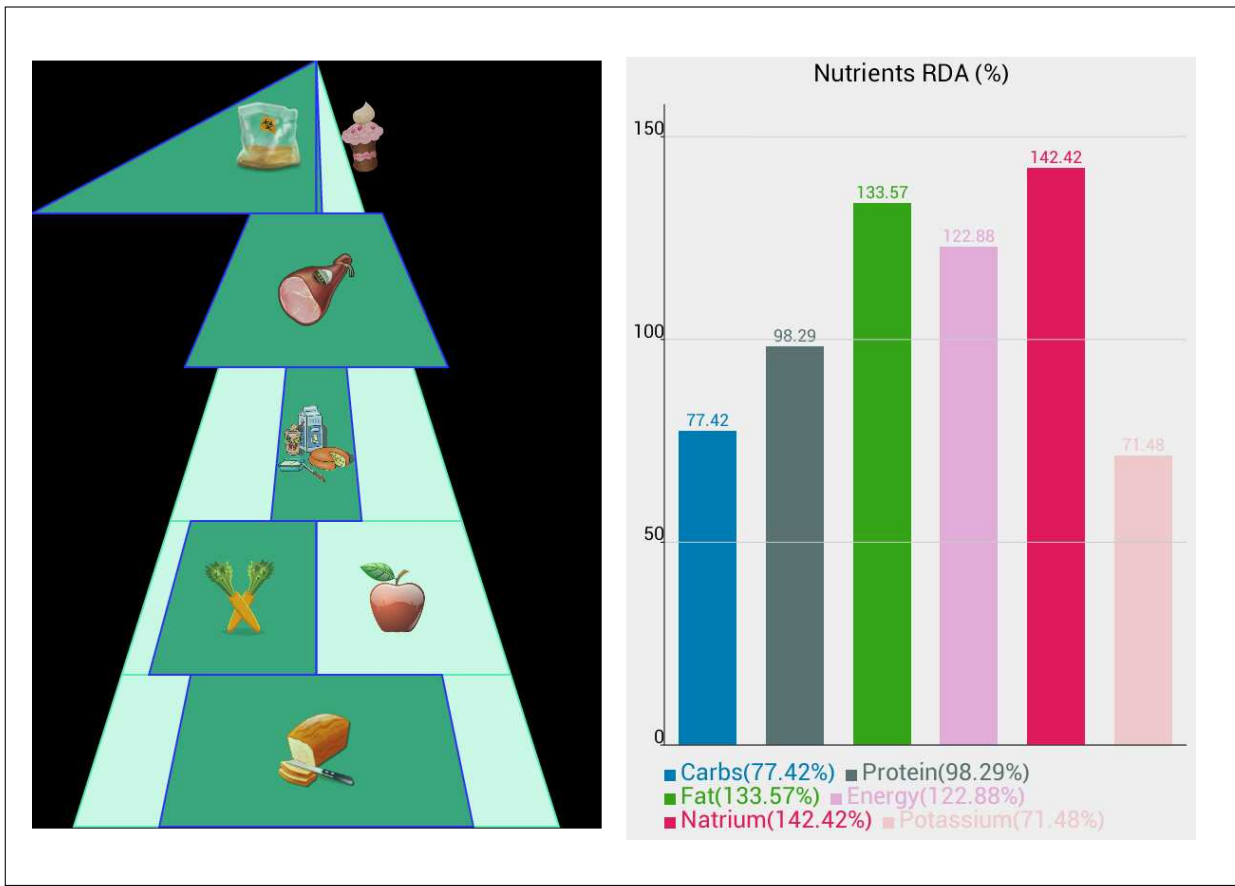 Nutrients RDA (%)
150
142.42
133.57
122.88
100
98.29
77.42
71.48
50
0
Carbs(77.42%) Protein(98.29%)
Fat(133.57%) Energy(122.88%)
Natrium(142.42%) Potassium(71.48%)